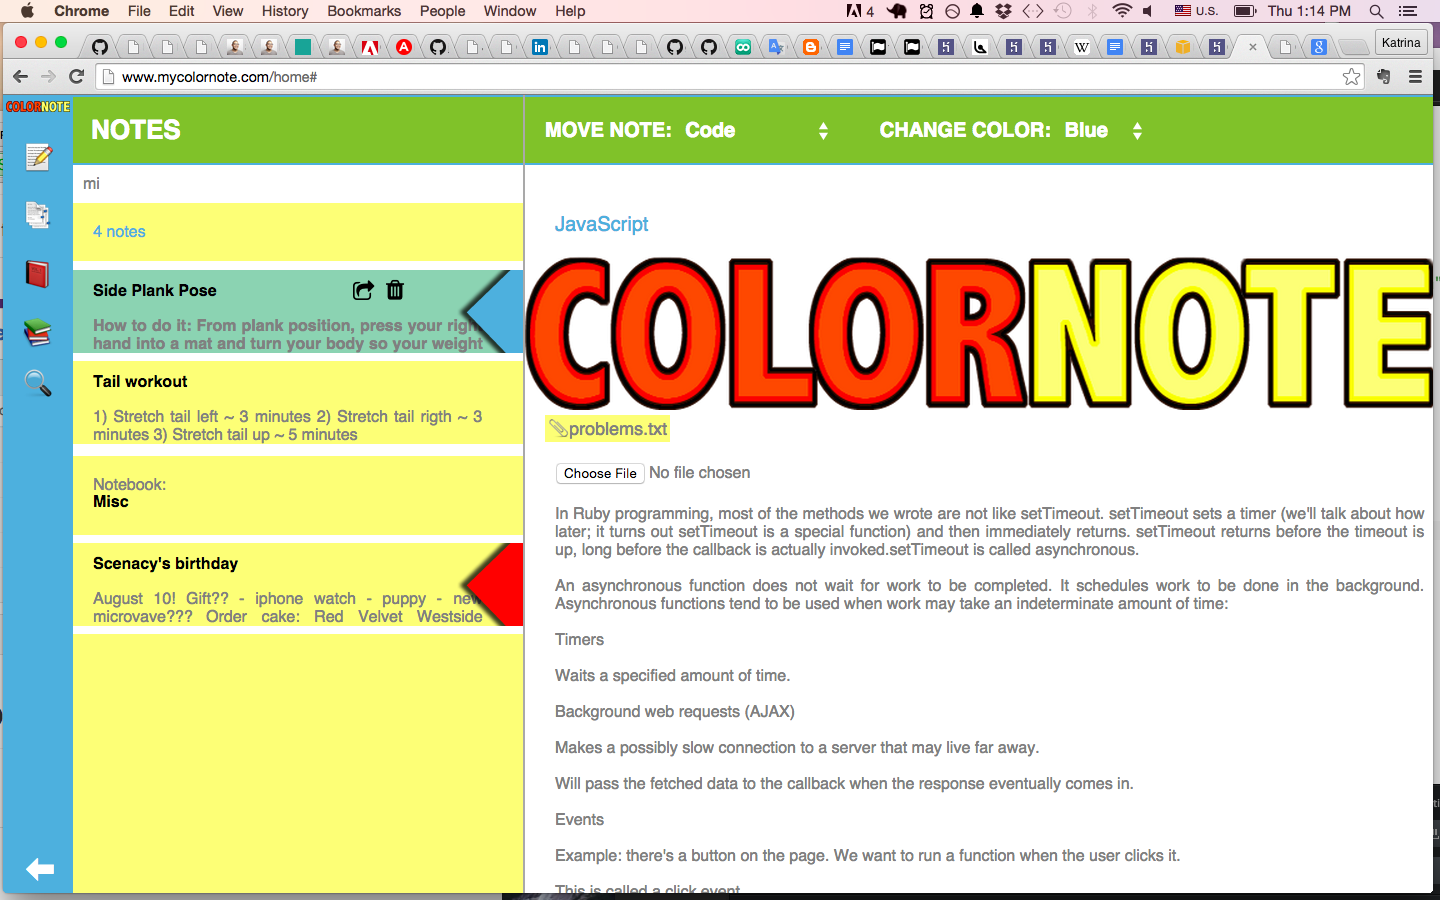 Chrome File Edit View History Bookmarks People Window Help 4 U.S. Thu 1:14 PM
Katrina
www.mycolornote.com/home#
COLORNOTE
NOTES
MOVE NOTE: Code CHANGE COLOR: Blue
mi
4 notes
Side Plank Pose
How to do it: From plank position, press your right
hand into a mat and turn your body so your weight
Tail workout
1) Stretch tail left ~ 3 minutes 2) Stretch tail rigth ~ 3
minutes 3) Stretch tail up ~ 5 minutes
Notebook:
Misc
Scenacy's birthday
August 10! Gift?? - iphone watch - puppy - new
microvave??? Order cake: Red Velvet Westside
JavaScript
COLORNOTE
problems.txt
Choose File No file chosen
In Ruby programming, most of the methods we wrote are not like setTimeout. setTimeout sets a timer (we'll talk about how
later; it turns out setTimeout is a special function) and then immediately returns. setTimeout returns before the timeout is
up, long before the callback is actually invoked.setTimeout is called asynchronous.
An asynchronous function does not wait for work to be completed. It schedules work to be done in the background.
Asynchronous functions tend to be used when work may take an indeterminate amount of time:
Timers
Waits a specified amount of time.
Background web requests (AJAX)
Makes a possibly slow connection to a server that may live far away.
Will pass the fetched data to the callback when the response eventually comes in.
Events
Example: there's a button on the page. We want to run a function when the user clicks it.
This is called a click event